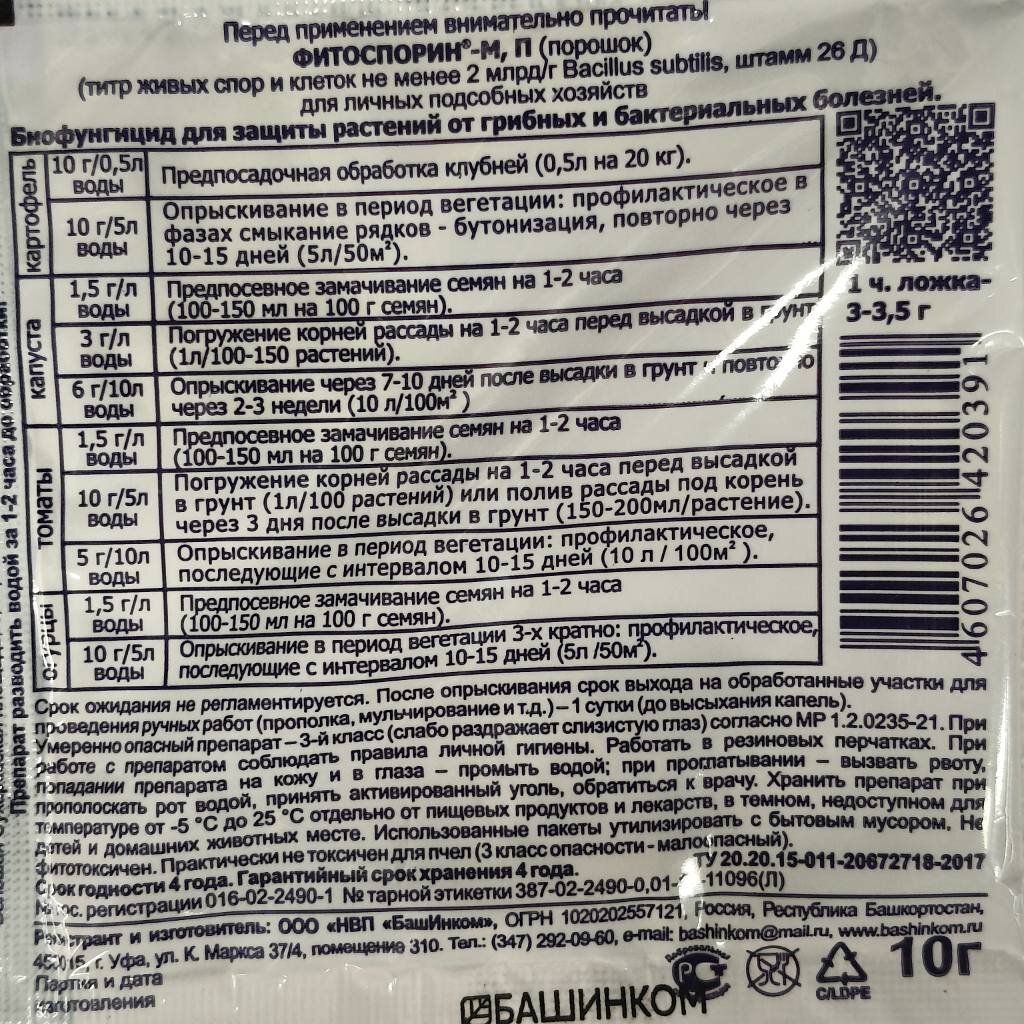 Перед применением внимательно прочитать!
ФИТОСПОРИН®-М, П (порошок)
(титр живых спор и клеток не менее 2 млрд/г Bacillus subtilis, штамм 26 Д)
для личных подсобных хозяйств
Биофунгицид для защиты растений от грибных и бактериальных болезней.
картофель
10 г/0,5л
воды
Предпосадочная обработка клубней (0,5л на 20 кг).
10 г/5л
воды
Опрыскивание в период вегетации: профилактическое в
фазах смыкание рядков - бутонизация, повторно через
10-15 дней (5л/50м²).
капуста
1,5 г/л
воды
Предпосевное замачивание семян на 1-2 часа
(100-150 мл на 100 г семян).
3 г/л
воды
Погружение корней рассады на 1-2 часа перед высадкой в грунт
(1л/100-150 растений).
6 г/10л
воды
Опрыскивание через 7-10 дней после высадки в грунт и повторно
через 2-3 недели (10 л/100м²)
томаты
1,5 г/л
воды
Предпосевное замачивание семян на 1-2 часа
(100-150 мл на 100 г семян).
10 г/5л
воды
Погружение корней рассады на 1-2 часа перед высадкой
в грунт (1л/100 растений) или полив рассады под корень
через 3 дня после высадки в грунт (150-200мл/растение).
5 г/10л
воды
Опрыскивание в период вегетации: профилактическое,
последующие с интервалом 10-15 дней (10 л / 100м²).
огурцы
1,5 г/л
воды
Предпосевное замачивание семян на 1-2 часа
(100-150 мл на 100 г семян).
10 г/5л
воды
Опрыскивание в период вегетации 3-х кратно: профилактическое,
последующие с интервалом 10-15 дней (5л /50м²).
1 ч. ложка-
3-3,5 г
4607026420391
Препарат разводить водой за 1-2 часа до обработки!
Срок ожидания не регламентируется. После опрыскивания срок выхода на обработанные участки для
проведения ручных работ (прополка, мульчирование и т.д.) – 1 сутки (до высыхания капель).
Умеренно опасный препарат – 3-й класс (слабо раздражает слизистую глаз) согласно МР 1.2.0235-21. При
работе с препаратом соблюдать правила личной гигиены. Работать в резиновых перчатках. При
попадании препарата на кожу и в глаза – промыть водой; при проглатывании – вызвать рвоту,
прополоскать рот водой, принять активированный уголь, обратиться к врачу. Хранить препарат при
температуре от -5 °С до 25 °С отдельно от пищевых продуктов и лекарств, в темном, недоступном для
детей и домашних животных месте. Использованные пакеты утилизировать с бытовым мусором. Не
фитотоксичен. Практически не токсичен для пчел (3 класс опасности - малоопасный).
Срок годности 4 года. Гарантийный срок хранения 4 года.
ТУ 20.20.15-011-20672718-2017
№ гос. регистрации 016-02-2490-1 № тарной этикетки 387-02-2490-0,01- -11096(Л)
Регистрант и изготовитель: ООО «НВП «БашИнком», ОГРН 1020202557121, Россия, Республика Башкортостан,
450015, г. Уфа, ул. К. Маркса 37/4, помещение 310. Тел.: (347) 292-09-60, e-mail: bashinkom@mail.ru, www.bashinkom.ru
Партия и дата
изготовления
БАШИНКОМ
Добровольная
РСТ
C/LDPE
10г